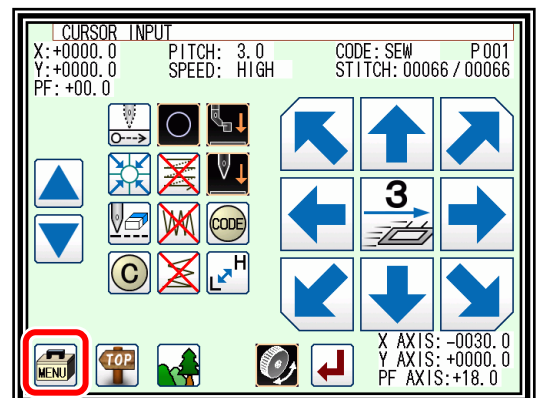 CURSOR INPUT
X:+0000.0 PITCH: 3.0 CODE:SEW P001
Y:+0000.0 SPEED: HIGH STITCH:00066/00066
PF:+00.0
3
CODE
C
L H
MENU
TOP
X AXIS:-0030.0
Y AXIS:+0000.0
PF AXIS:+18.0